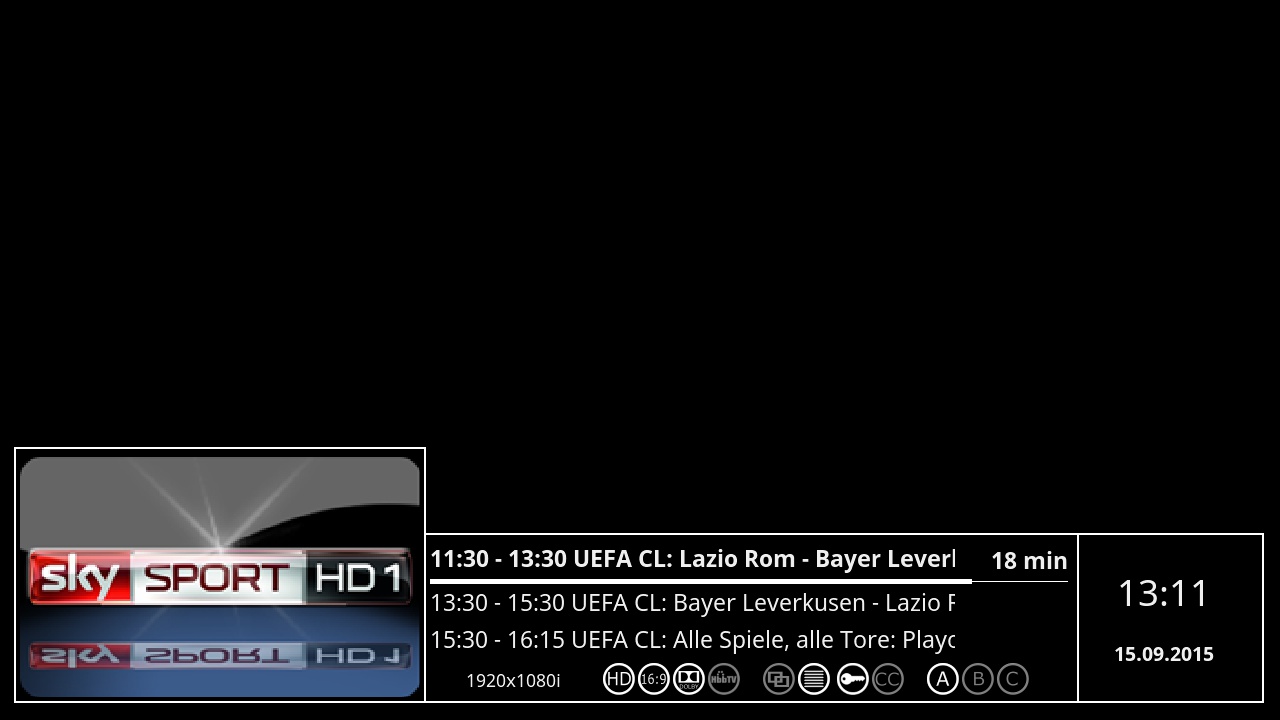 sky SPORT HD 1
11:30 - 13:30 UEFA CL: Lazio Rom - Bayer Leverl
18 min
13:30 - 15:30 UEFA CL: Bayer Leverkusen - Lazio
15:30 - 16:15 UEFA CL: Alle Spiele, alle Tore:
1920x1080i
HD 16:9 DOLBY HbbTV CC A B C
13:11
15.09.2015